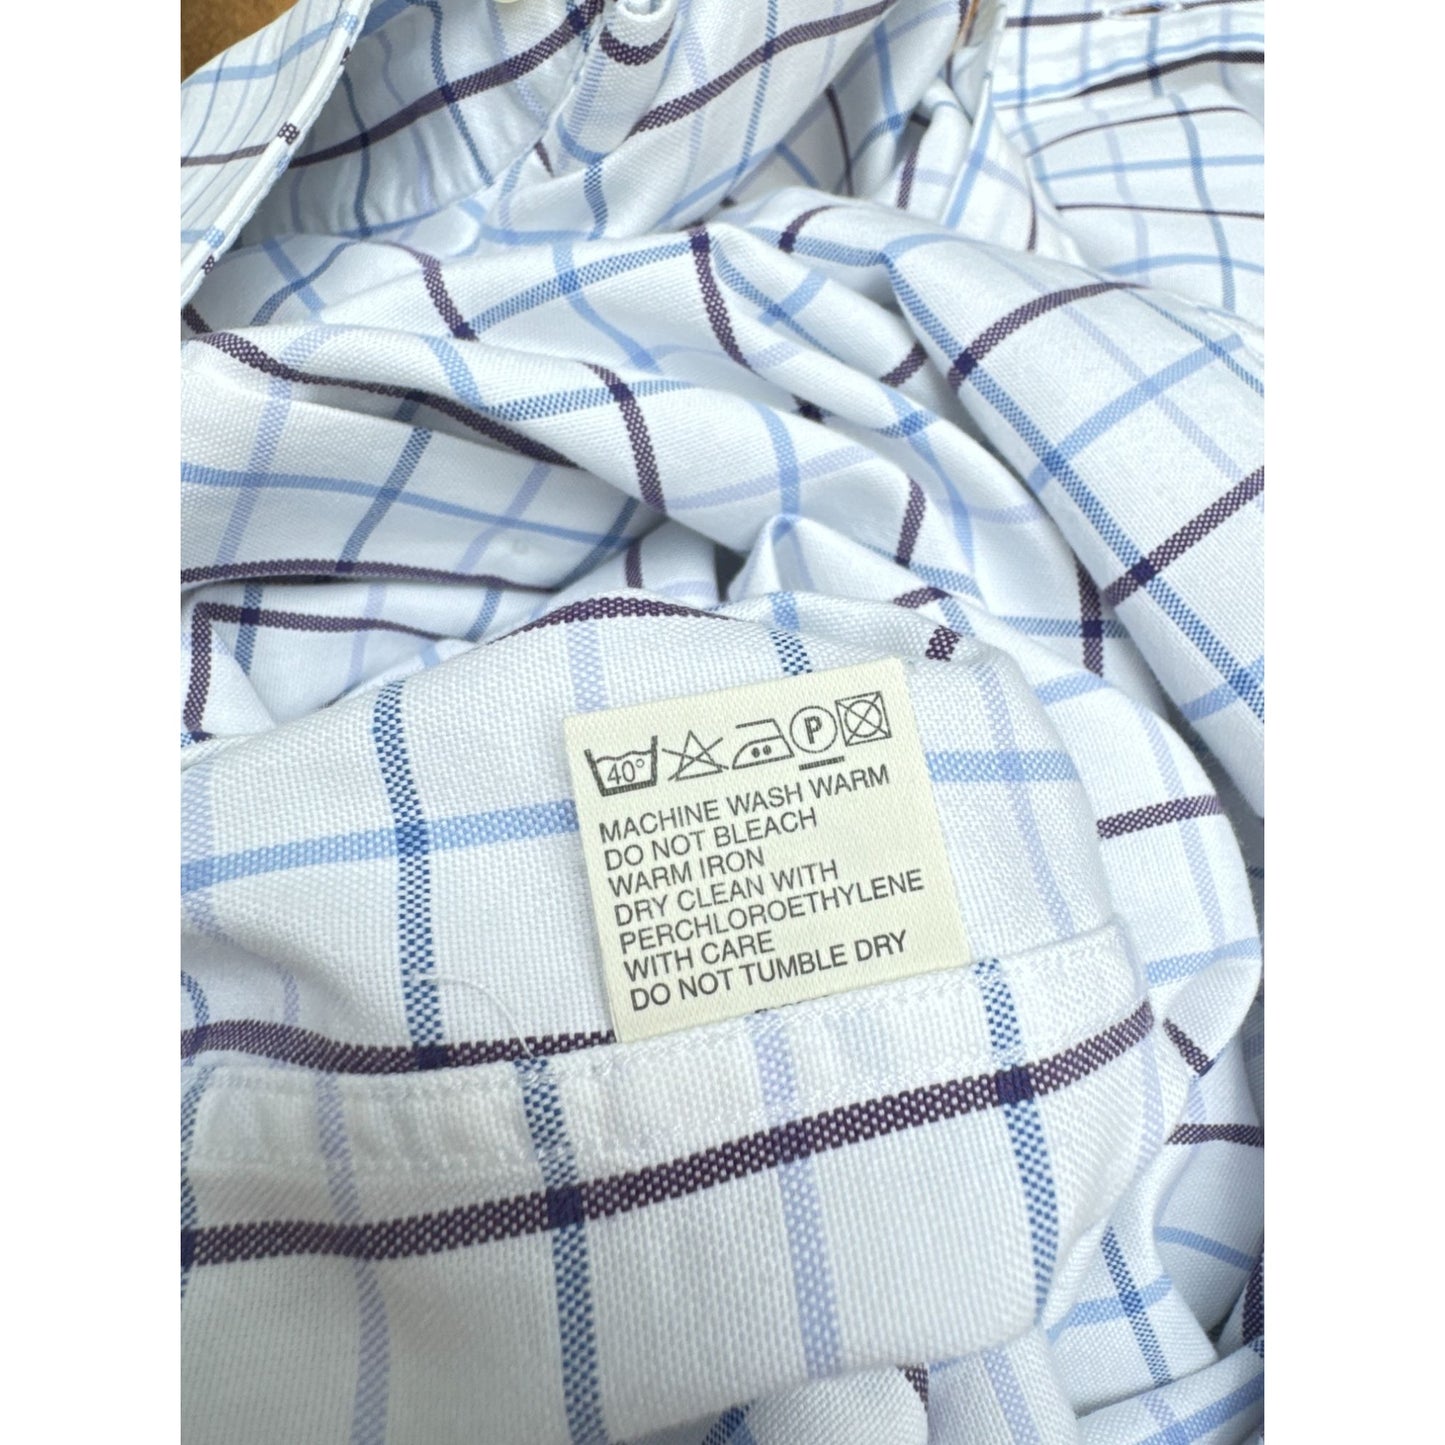 40° P
MACHINE WASH WARM
DO NOT BLEACH
WARM IRON
DRY CLEAN WITH
PERCHLOROETHYLENE
WITH CARE
DO NOT TUMBLE DRY